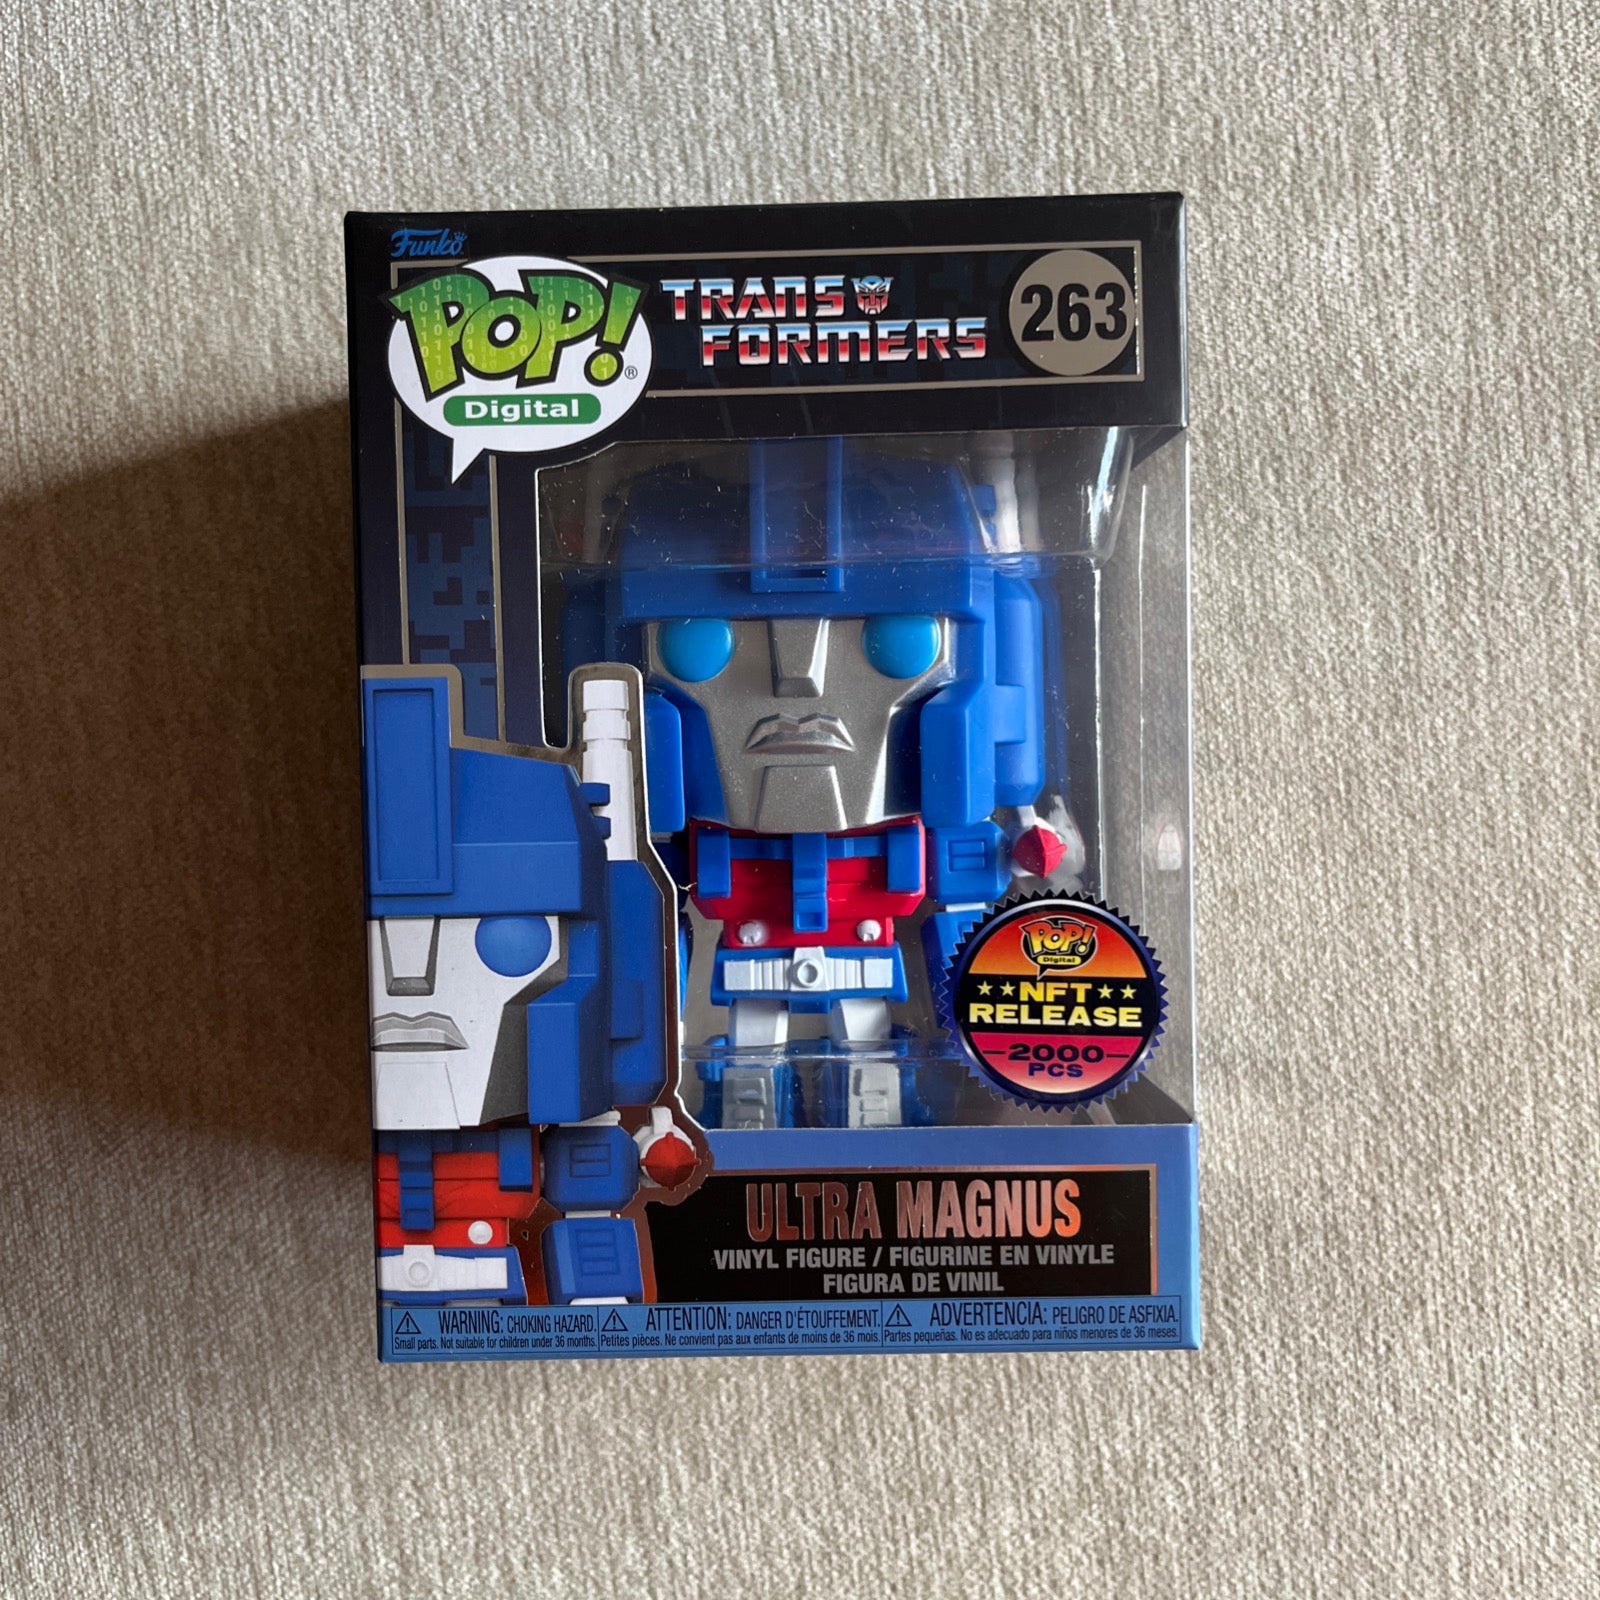 Funko
POP!®
Digital
TRANS
FORMERS
263
POP!
Digital
NFT
RELEASE
2000
PCS
ULTRA MAGNUS
VINYL FIGURE / FIGURINE EN VINYLE
FIGURA DE VINIL
WARNING: CHOKING HAZARD.
Small parts. Not suitable for children under 36 months.
ATTENTION: DANGER D'ÉTOUFFEMENT.
Petites pièces. Ne convient pas aux enfants de moins de 36 mois.
ADVERTENCIA: PELIGRO DE ASFIXIA.
Partes pequeñas. No es adecuado para niños menores de 36 meses.